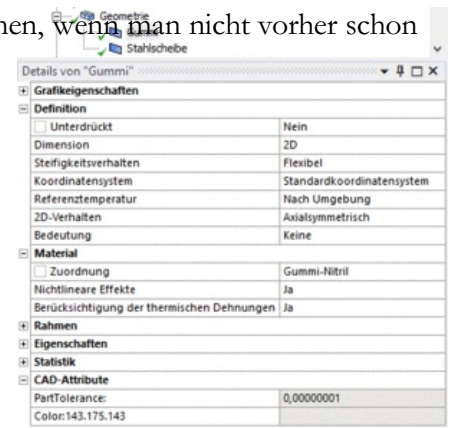 nen, wenn man nicht vorher schon
Geometrie
Gummi
Stahlscheibe
Details von "Gummi"
Grafikeigenschaften
Definition
Unterdrückt Nein
Dimension 2D
Steifigkeitsverhalten Flexibel
Koordinatensystem Standardkoordinatensystem
Referenztemperatur Nach Umgebung
2D-Verhalten Axialsymmetrisch
Bedeutung Keine
Material
Zuordnung Gummi-Nitril
Nichtlineare Effekte Ja
Berücksichtigung der thermischen Dehnungen Ja
Rahmen
Eigenschaften
Statistik
CAD-Attribute
PartTolerance: 0,00000001
Color:143.175.143